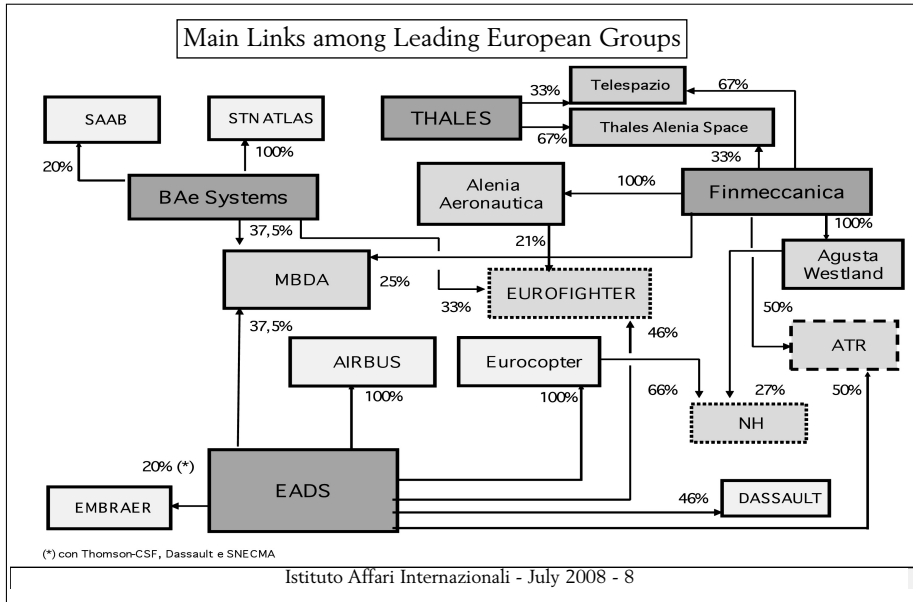 Main Links among Leading European Groups
Telespazio
33%
67%
SAAB
STN ATLAS
THALES
Thales Alenia Space
20%
100%
67%
33%
BAe Systems
Alenia
Aeronautica
100%
Finmeccanica
37,5%
100%
21%
Agusta
Westland
MBDA
25%
33%
EUROFIGHTER
50%
37,5%
46%
ATR
AIRBUS
Eurocopter
100%
100%
66%
27%
50%
NH
20% (*)
EADS
EMBRAER
46%
DASSAULT
(*) con Thomson-CSF, Dassault e SNECMA
Istituto Affari Internazionali - July 2008 - 8